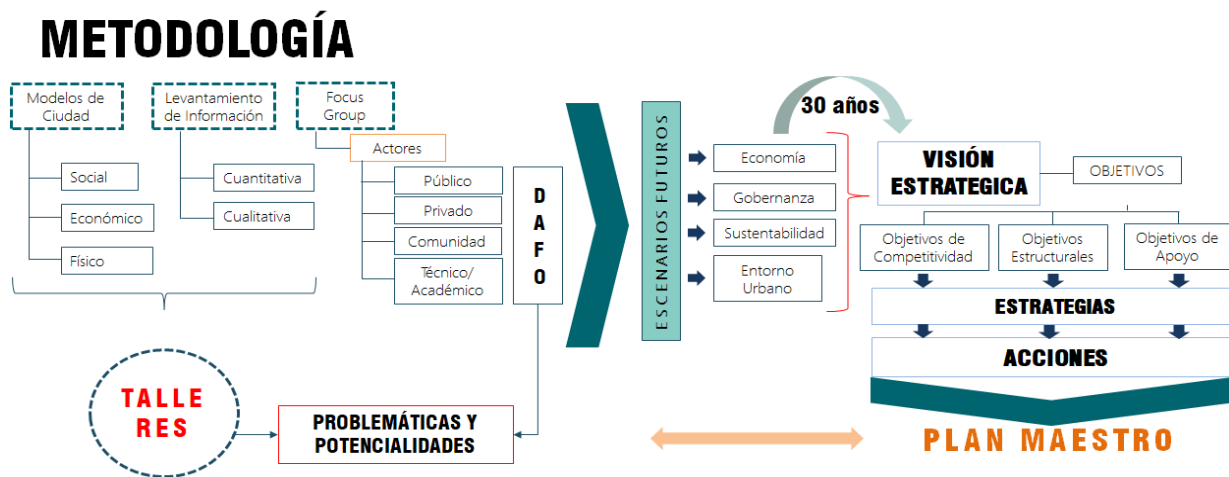 METODOLOGÍA
Modelos de
Ciudad
Social
Económico
Físico
Levantamiento
de Información
Cuantitativa
Cualitativa
Focus
Group
Actores
Público
Privado
Comunidad
Técnico/
Académico
D
A
F
O
TALLE
RES
PROBLEMÁTICAS Y
POTENCIALIDADES
ESCENARIOS FUTUROS
30 años
Economía
Gobernanza
Sustentabilidad
Entorno
Urbano
VISIÓN
ESTRATEGICA
OBJETIVOS
Objetivos de
Competitividad
Objetivos
Estructurales
Objetivos de
Apoyo
ESTRATEGIAS
ACCIONES
PLAN MAESTRO